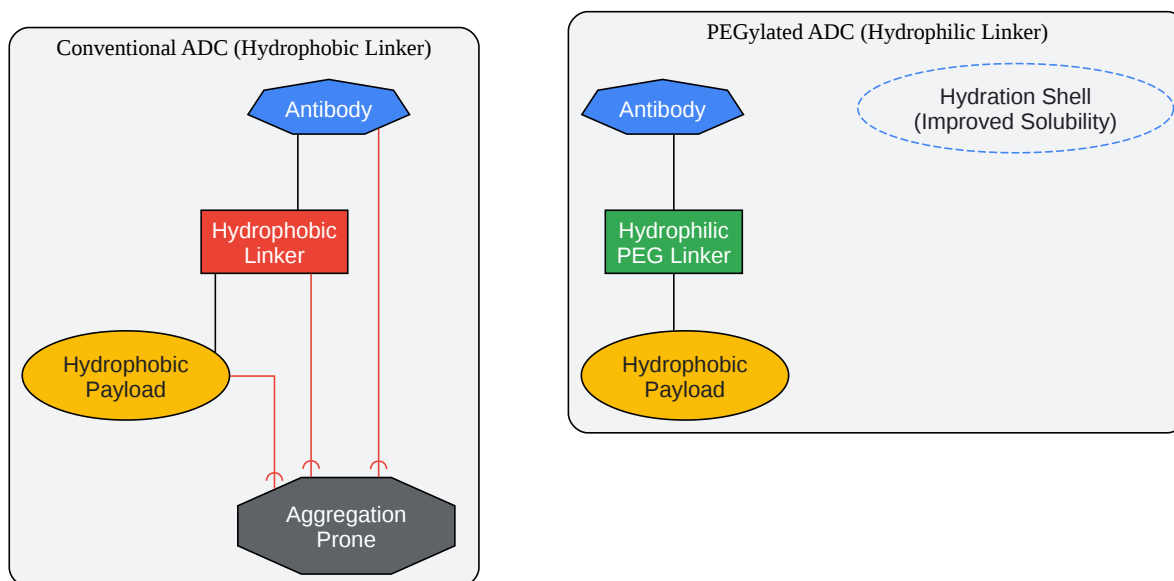 Conventional ADC (Hydrophobic Linker)
Antibody
Hydrophobic
Linker
Hydrophobic
Payload
Aggregation
Prone
PEGylated ADC (Hydrophilic Linker)
Antibody
Hydration Shell
(Improved Solubility)
Hydrophilic
PEG Linker
Hydrophobic
Payload